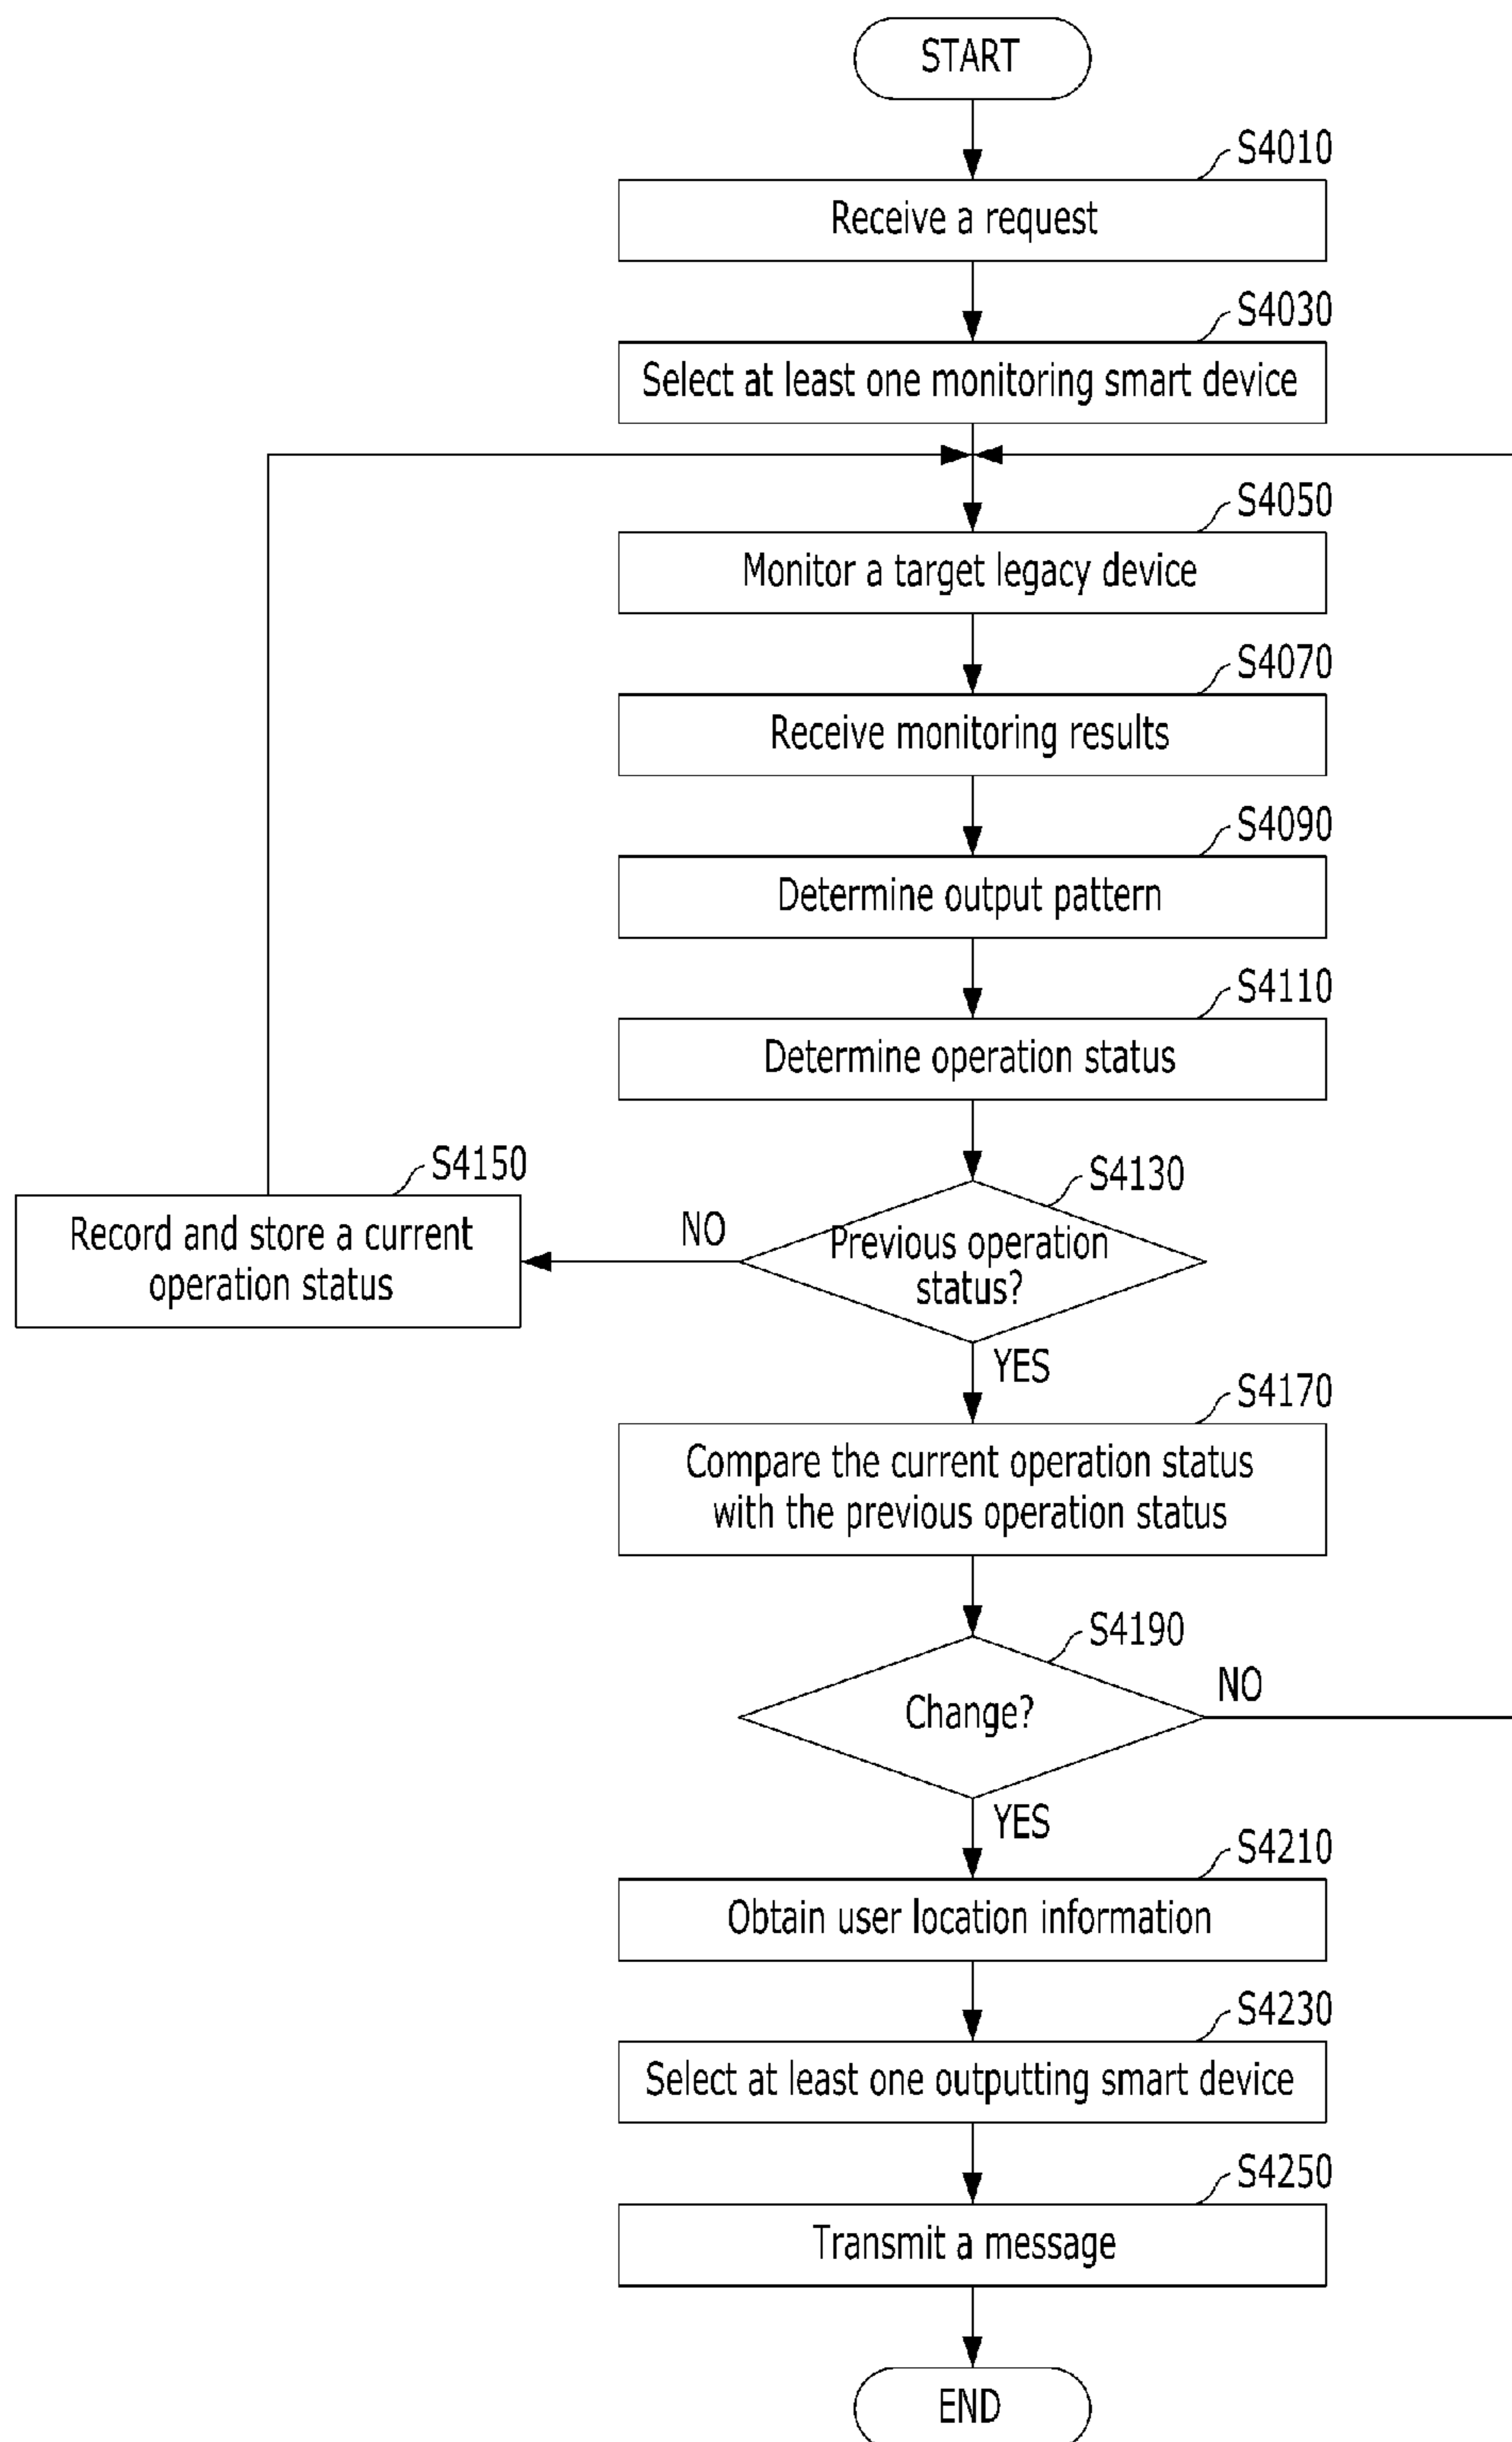 START
S4010
Receive a request
S4030
Select at least one monitoring smart device
S4050
Monitor a target legacy device
S4070
Receive monitoring results
S4090
Determine output pattern
S4110
Determine operation status
S4150
Record and store a current
operation status
NO
S4130
Previous operation
status?
YES
S4170
Compare the current operation status
with the previous operation status
S4190
Change?
NO
YES
S4210
Obtain user location information
S4230
Select at least one outputting smart device
S4250
Transmit a message
END